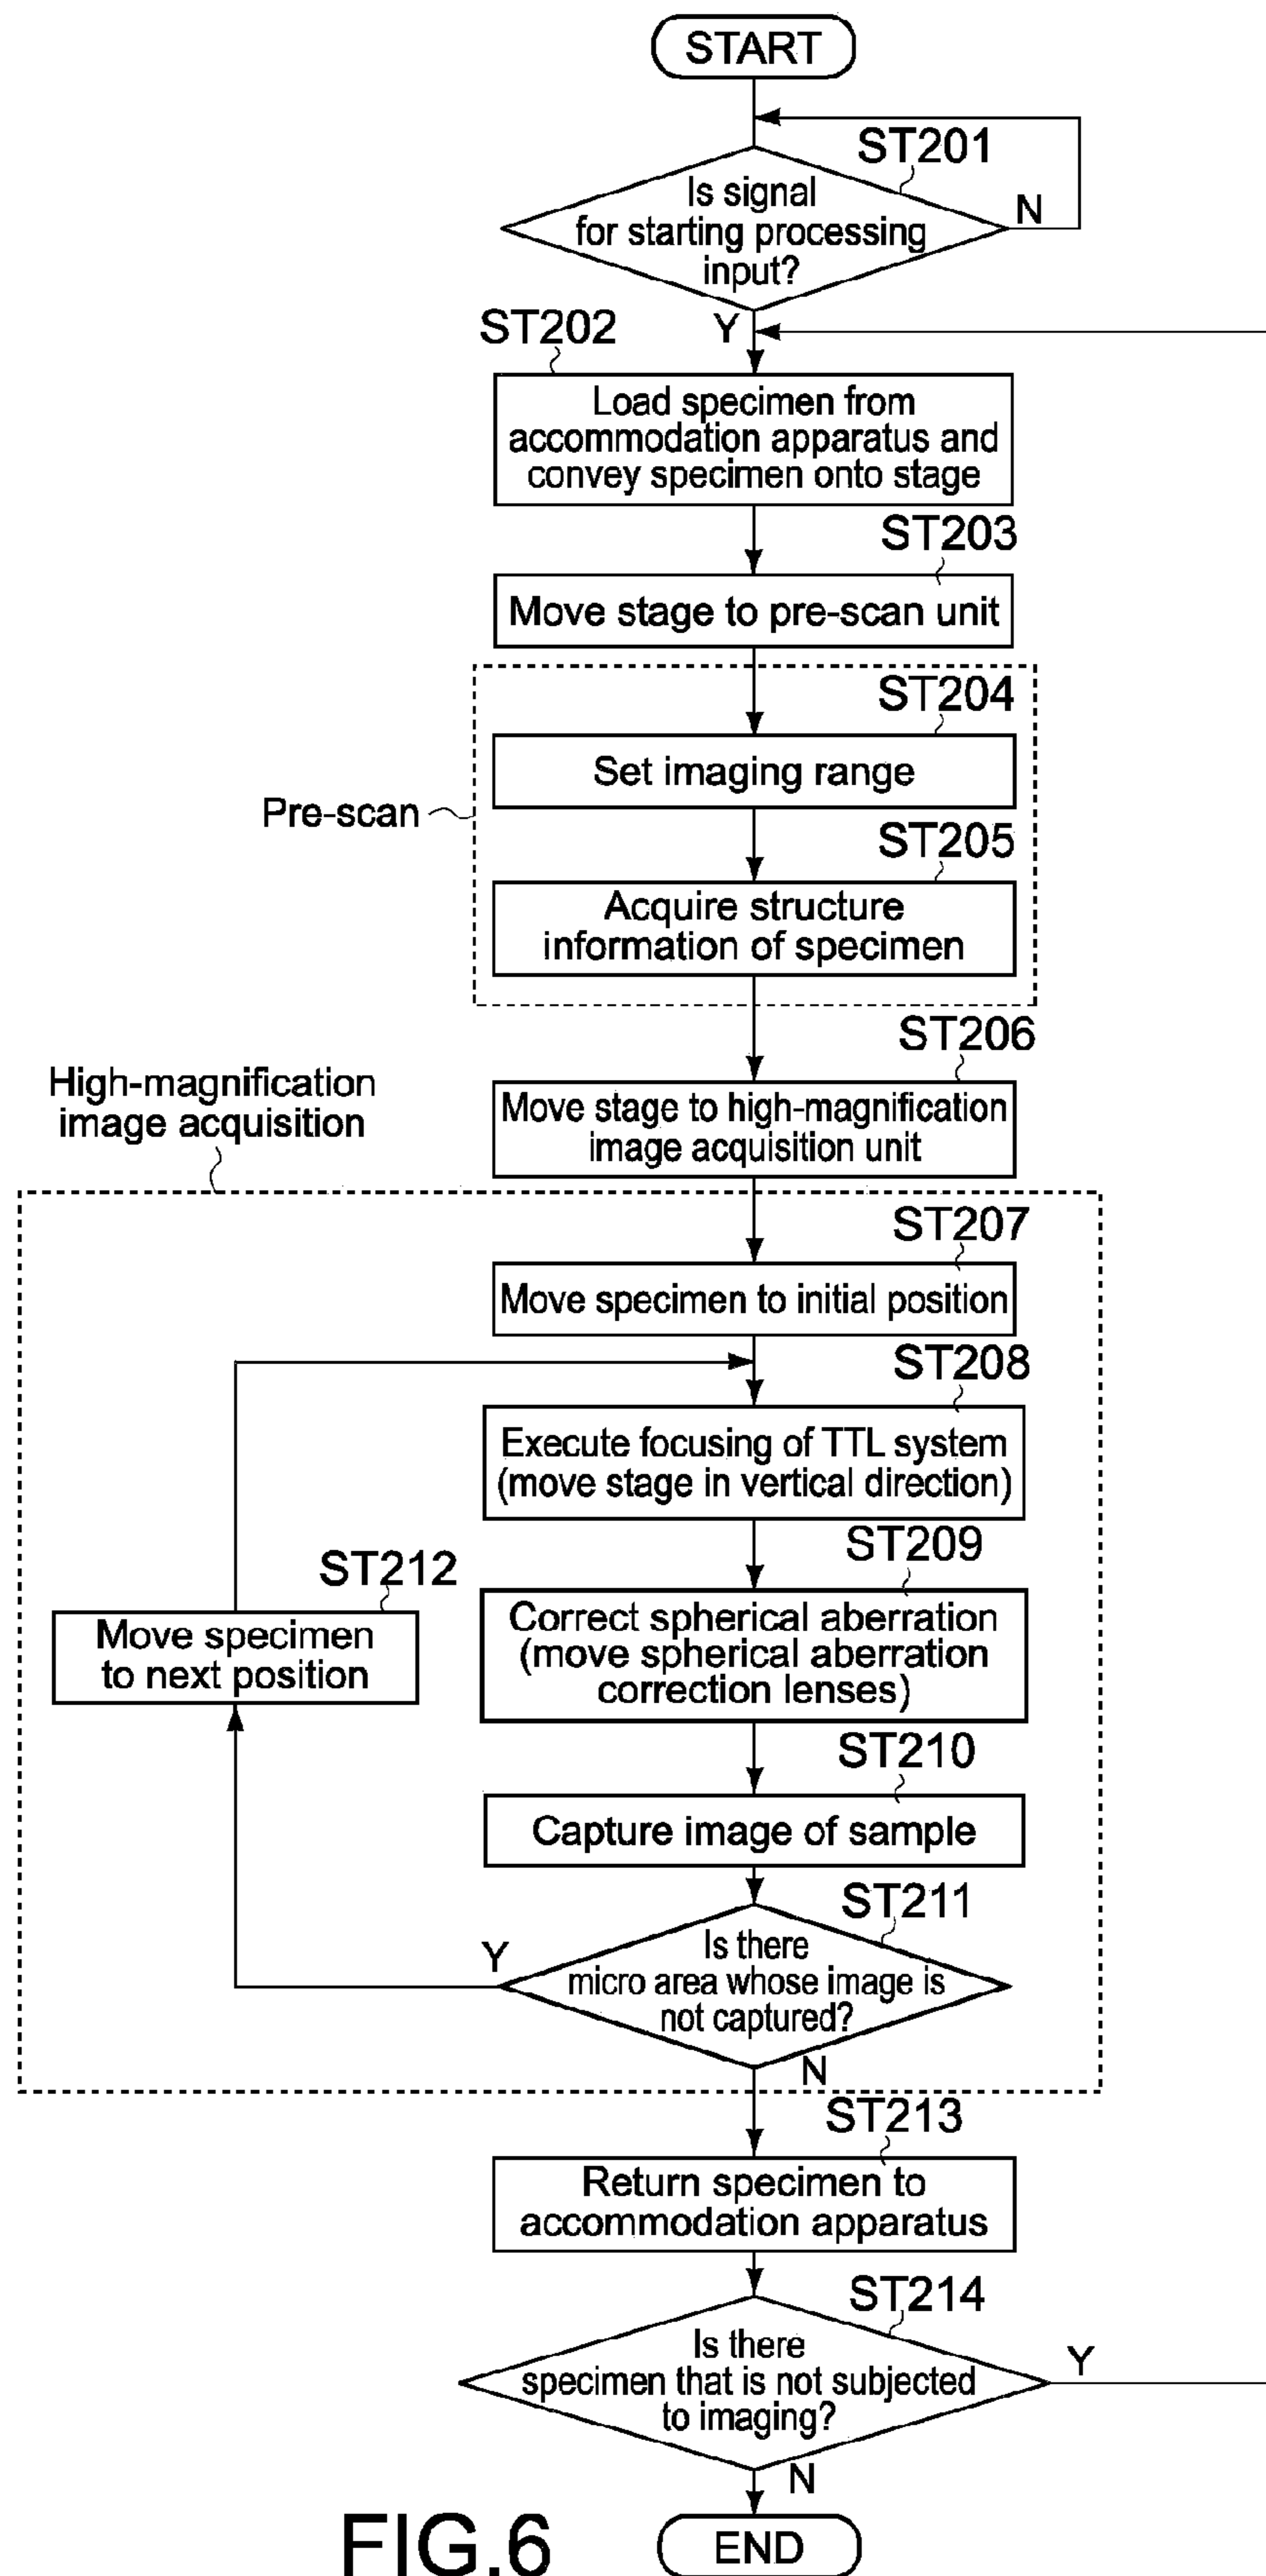 START
ST201
Is signal
for starting processing
input?
N
Y
ST202
Load specimen from
accommodation apparatus and
convey specimen onto stage
ST203
Move stage to pre-scan unit
ST204
Set imaging range
Pre-scan
ST205
Acquire structure
information of specimen
ST206
Move stage to high-magnification
image acquisition unit
High-magnification
image acquisition
ST207
Move specimen to initial position
ST208
Execute focusing of TTL system
(move stage in vertical direction)
ST209
Correct spherical aberration
(move spherical aberration
correction lenses)
ST212
Move specimen
to next position
ST210
Capture image of sample
ST211
Is there
micro area whose image is
not captured?
Y
N
ST213
Return specimen to
accommodation apparatus
ST214
Is there
specimen that is not subjected
to imaging?
Y
N
END
FIG.6